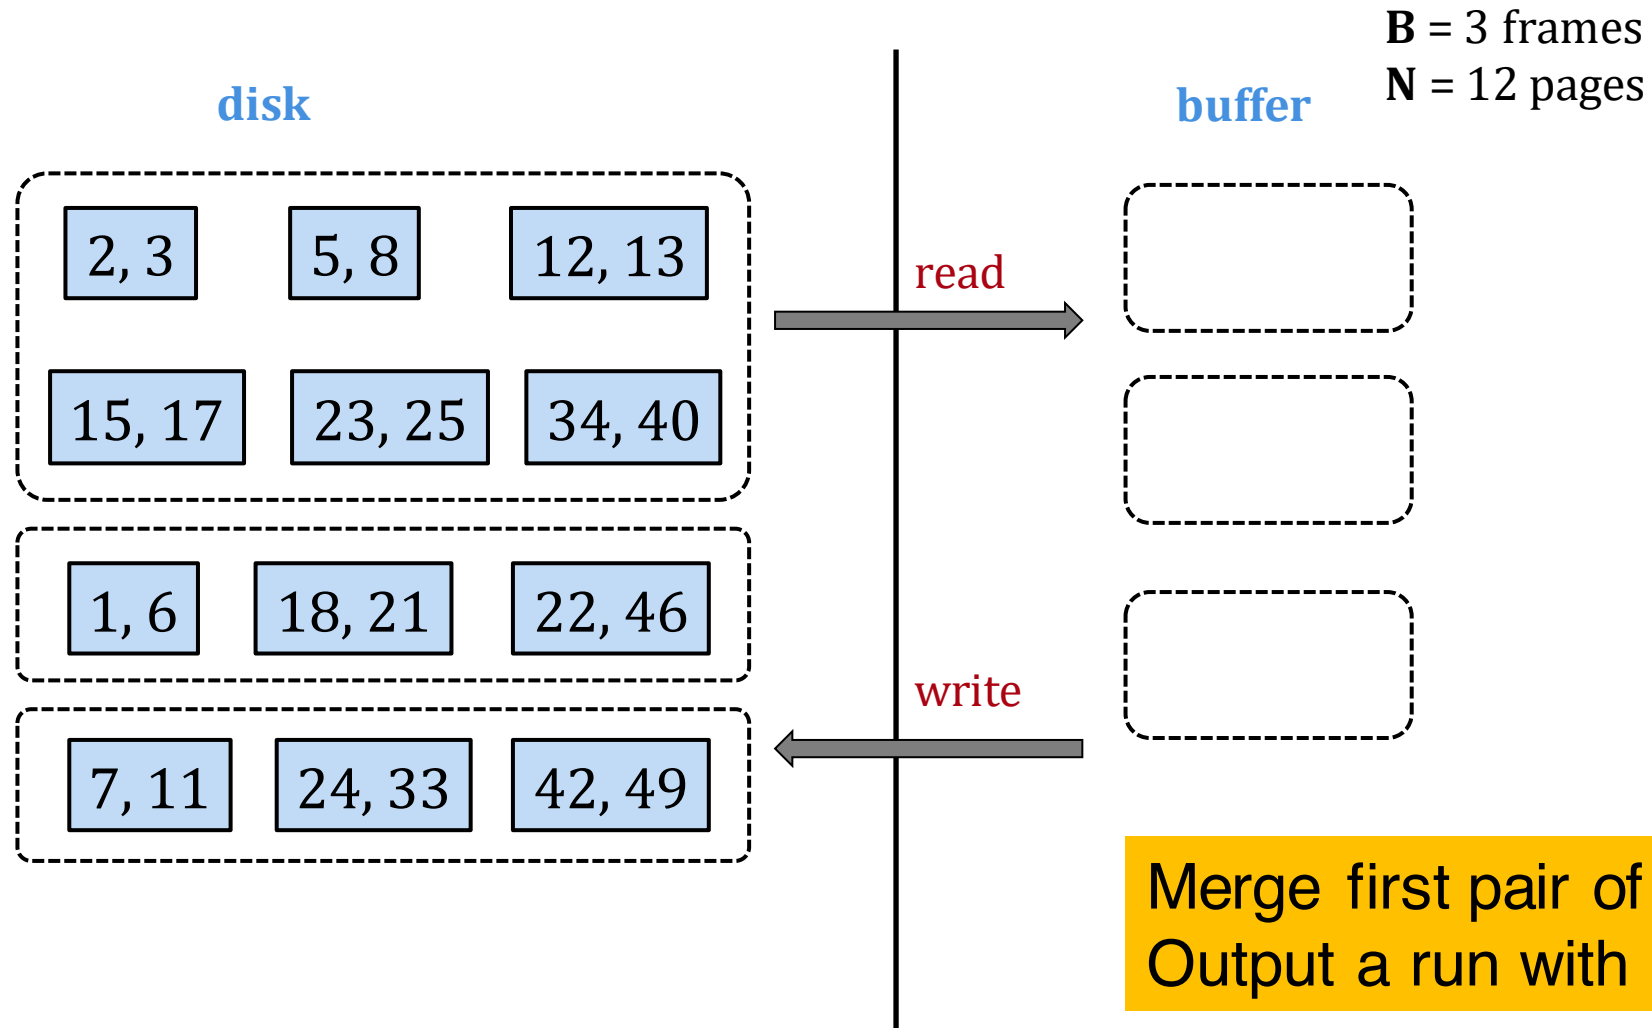 B = 3 frames
N = 12 pages
disk
buffer
2, 3
5, 8
12, 13
read
15, 17
23, 25
34, 40
1, 6
18, 21
22, 46
write
7, 11
24, 33
42, 49
Merge first pair of
Output a run with